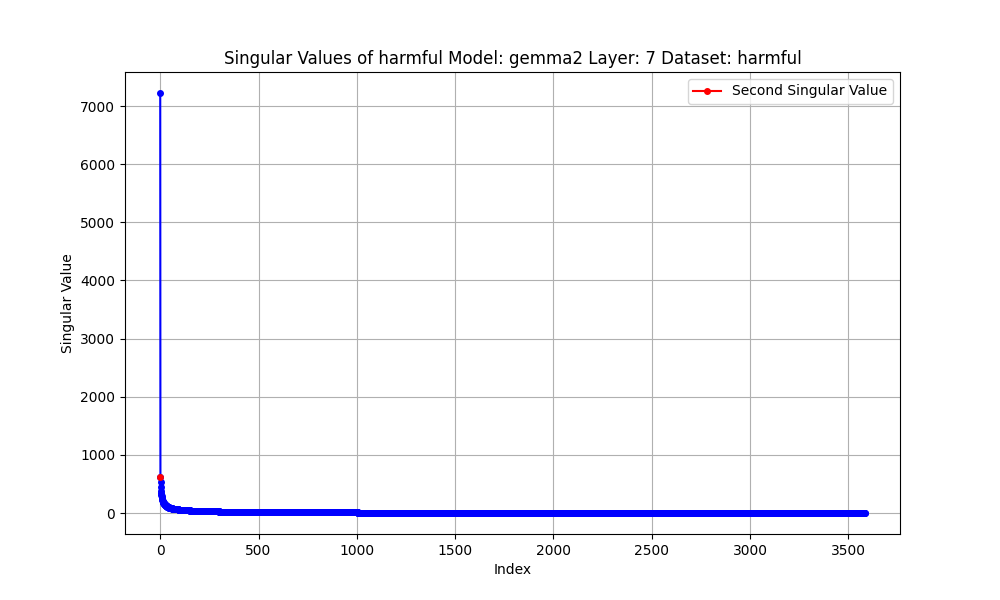 Singular Values of harmful Model: gemma2 Layer: 7 Dataset: harmful
Second Singular Value
7000
6000
5000
4000
3000
2000
1000
0
Singular Value
0 500 1000 1500 2000 2500 3000 3500
Index